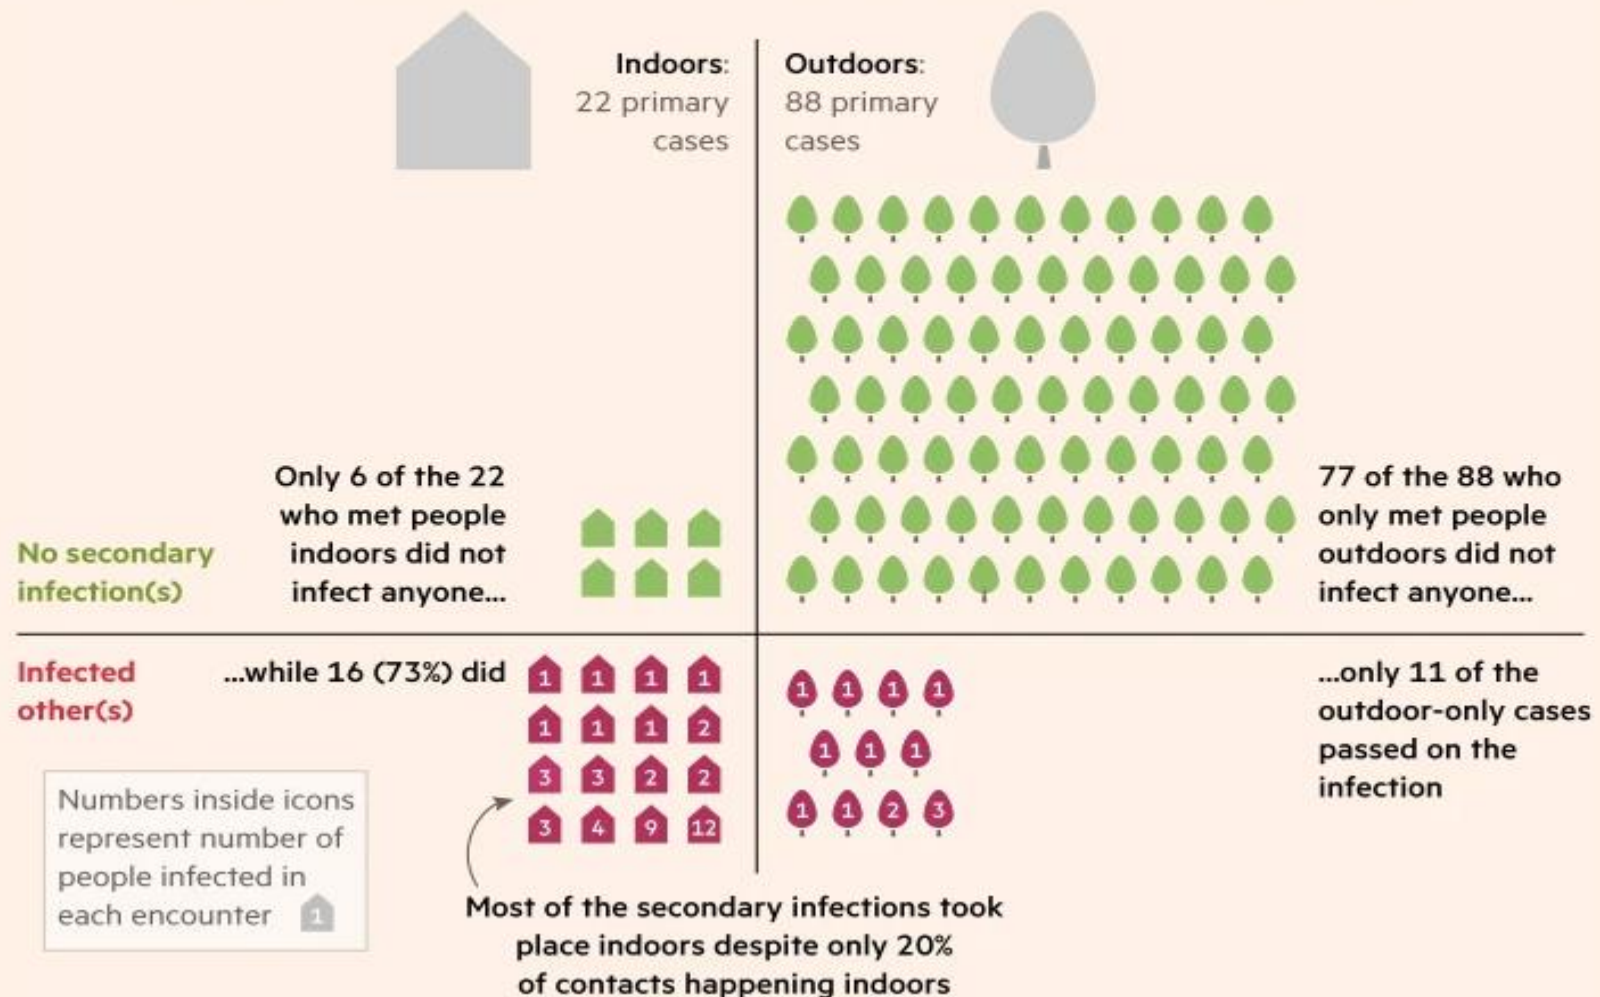 Indoors:
22 primary
cases
Outdoors:
88 primary
cases
Only 6 of the 22
who met people
indoors did not
infect anyone...
No secondary
infection(s)
77 of the 88 who
only met people
outdoors did not
infect anyone...
Infected
other(s)
...while 16 (73%) did
1 1 1 1
1 1 1 2
3 3 2 2
3 4 9 12
1 1 1 1
1 1 1
1 1 2 3
...only 11 of the
outdoor-only cases
passed on the
infection
Numbers inside icons
represent number of
people infected in
each encounter 1
Most of the secondary infections took
place indoors despite only 20%
of contacts happening indoors